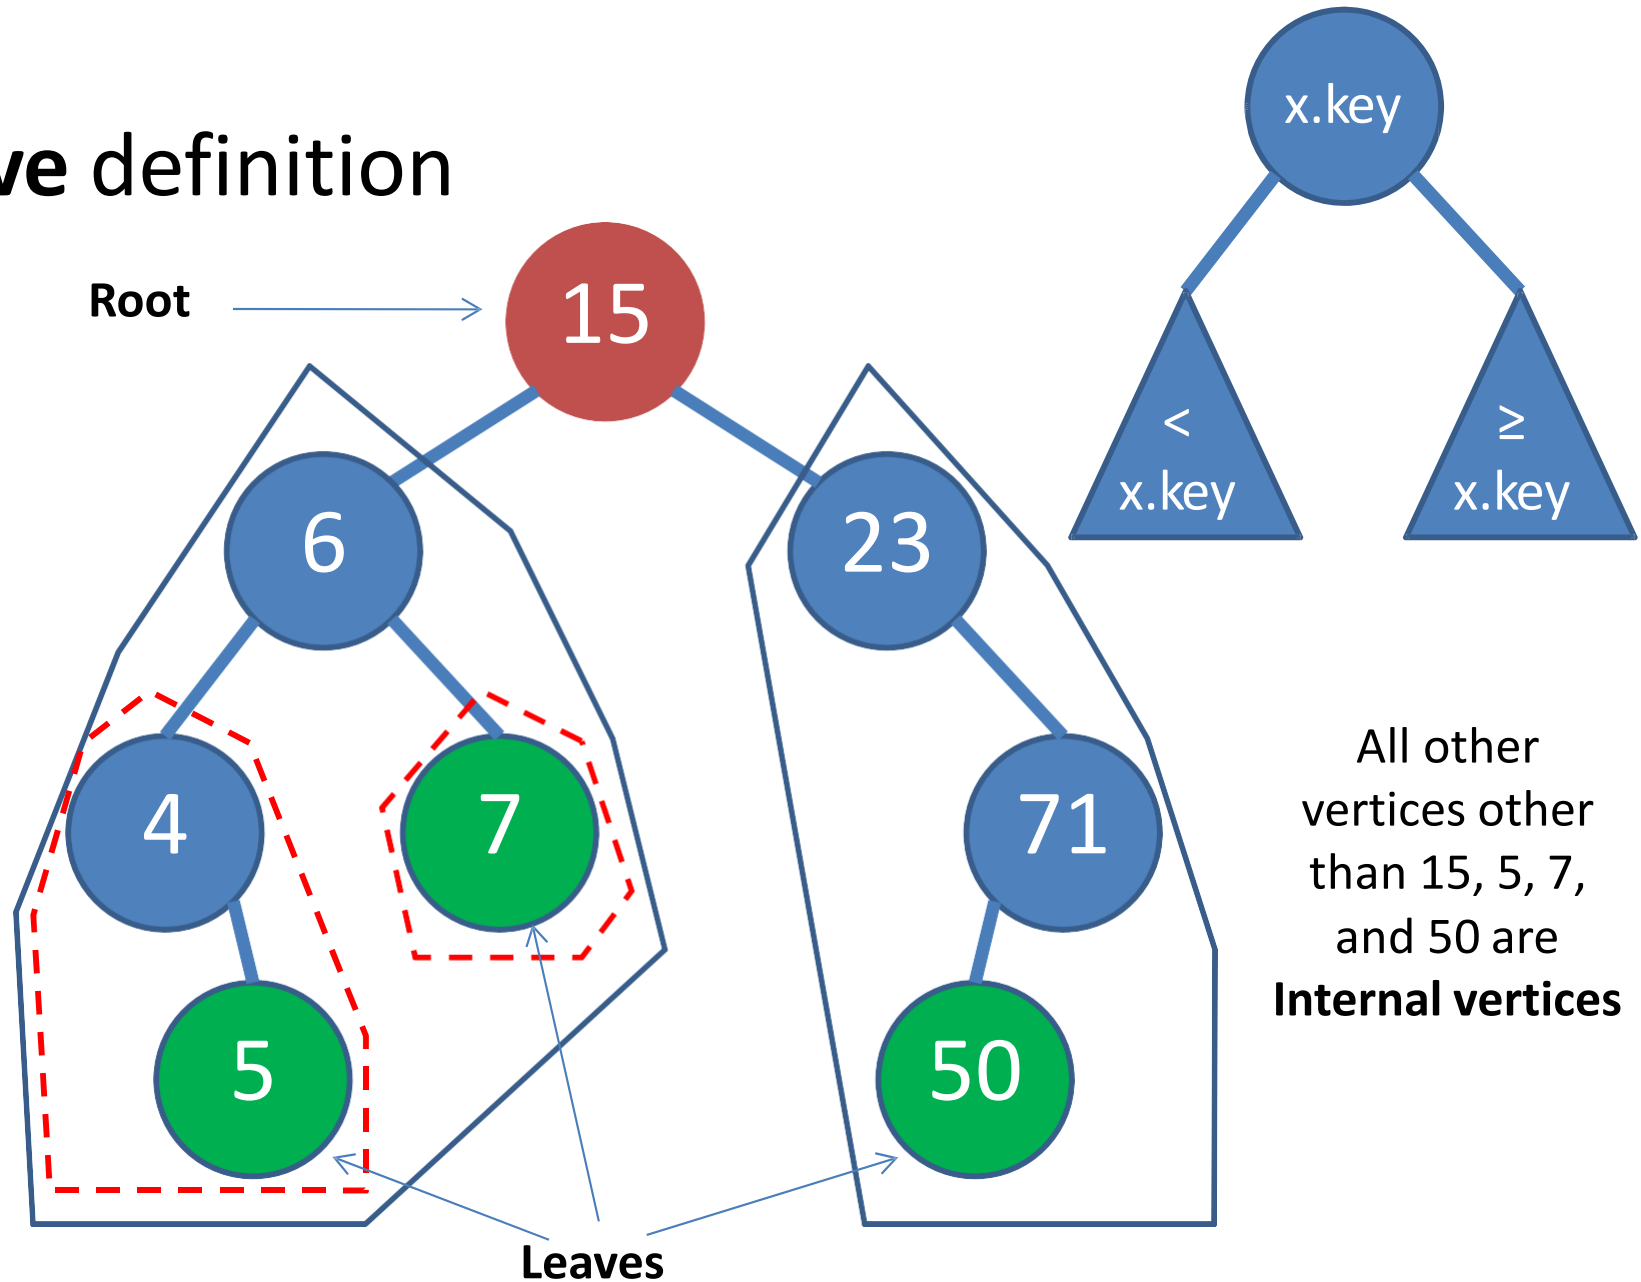 x.key
ve definition
Root
15
<
x.key
≥
x.key
6
23
4
7
71
All other
vertices other
than 15, 5, 7,
and 50 are
Internal vertices
5
50
Leaves